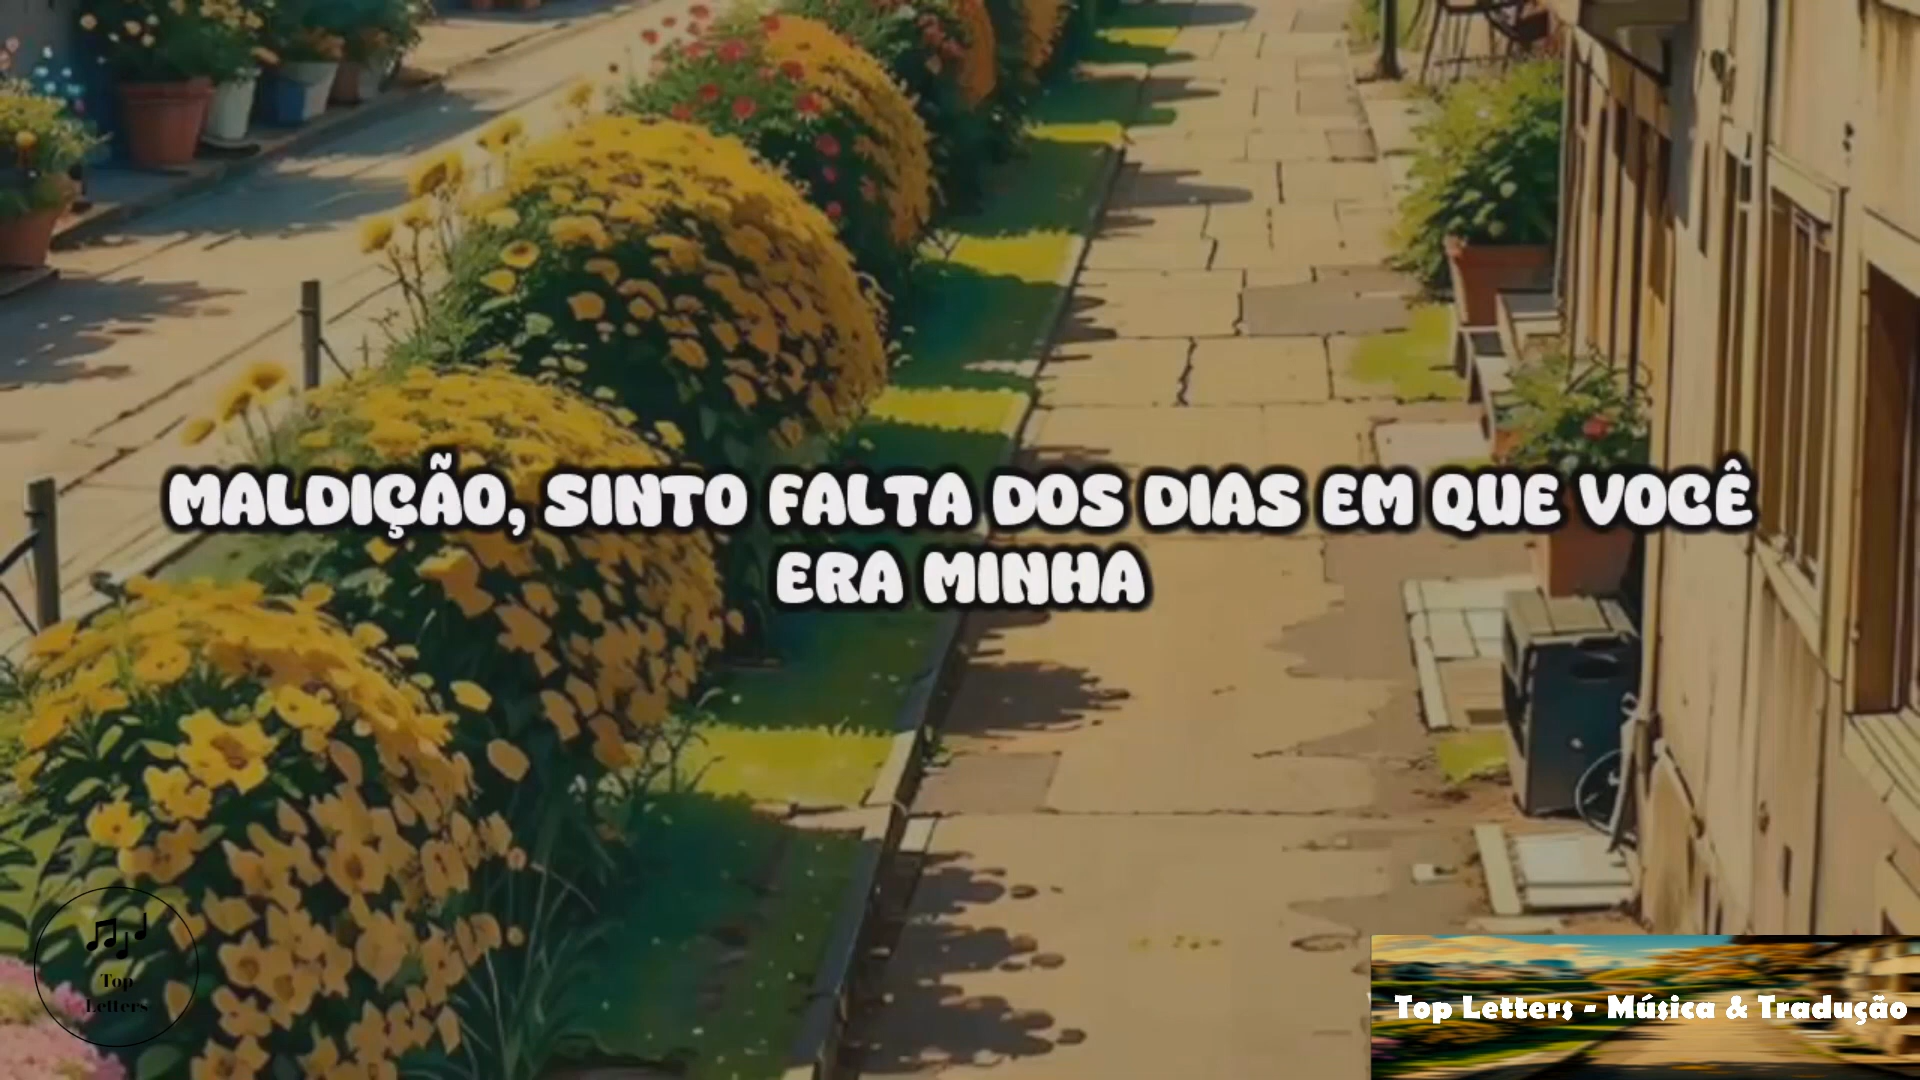 MALDIÇÃO, SINTO FALTA DOS DIAS EM QUE VOCÊ
ERA MINHA
Top
Letters
Top Letters - Música & Tradução